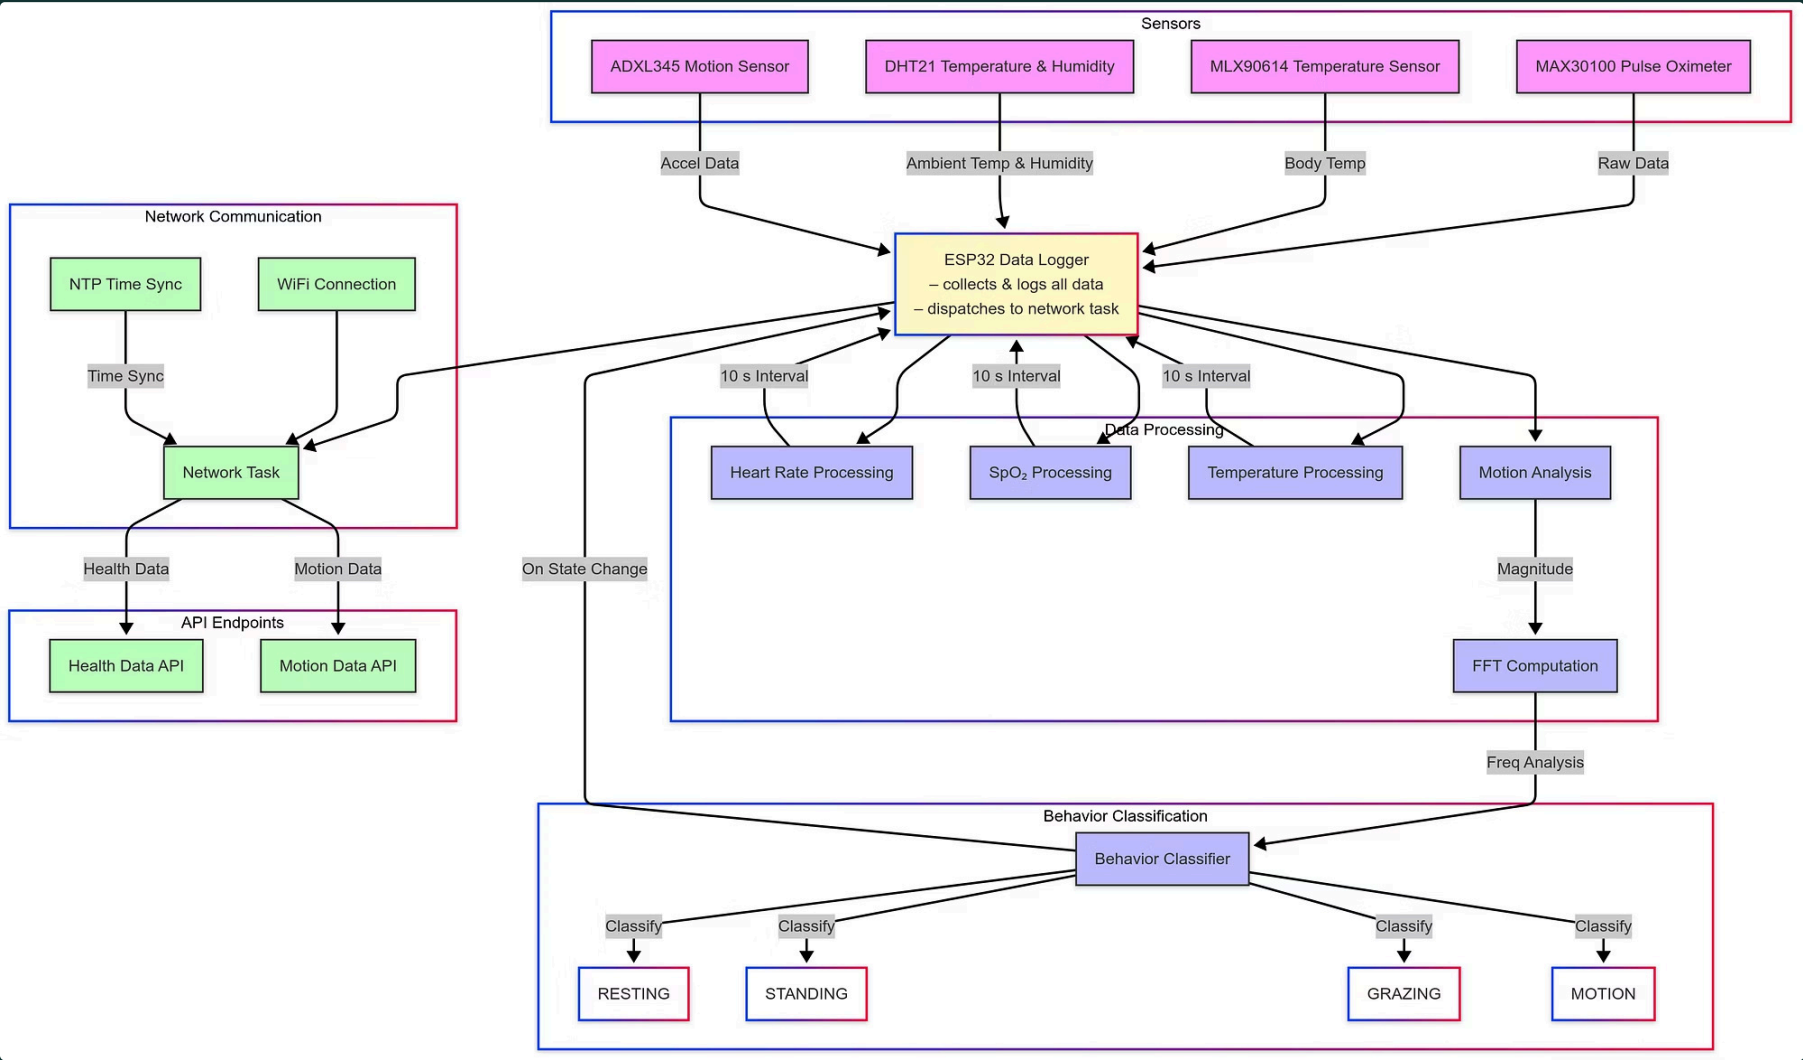 Sensors
ADXL345 Motion Sensor
DHT21 Temperature & Humidity
MLX90614 Temperature Sensor
MAX30100 Pulse Oximeter
Accel Data
Ambient Temp & Humidity
Body Temp
Raw Data
Network Communication
NTP Time Sync
WiFi Connection
ESP32 Data Logger
– collects & logs all data
– dispatches to network task
Time Sync
10 s Interval
10 s Interval
10 s Interval
Data Processing
Network Task
Heart Rate Processing
SpO₂ Processing
Temperature Processing
Motion Analysis
Health Data
Motion Data
On State Change
Magnitude
API Endpoints
Health Data API
Motion Data API
FFT Computation
Freq Analysis
Behavior Classification
Behavior Classifier
Classify
Classify
Classify
Classify
RESTING
STANDING
GRAZING
MOTION